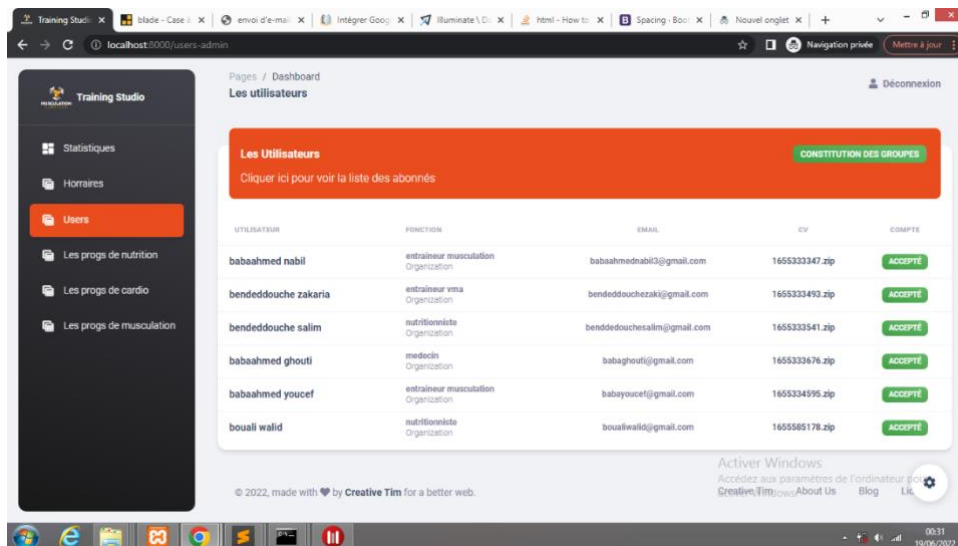 Training Studi
blade - Case à
envoi d'e-mai
Intégrer Goog
Illuminate \ D
html - How to
Spacing · Boo
Nouvel onglet
localhost:8000/users-admin
Navigation privée
Mettre à jour
MUSCULATION
Training Studio
Pages / Dashboard
Les utilisateurs
Déconnexion
Statistiques
Horraires
Users
Les progs de nutrition
Les progs de cardio
Les progs de musculation
Les Utilisateurs
CONSTITUTION DES GROUPES
Cliquer ici pour voir la liste des abonnés
UTILISATEUR FONCTION EMAIL CV COMPTE
babaahmed nabil entraineur musculation babaahmednabil3@gmail.com 1655333347.zip ACCEPTÉ
Organization
bendeddouche zakaria entraineur vma bendeddouchezaki@gmail.com 1655333493.zip ACCEPTÉ
Organization
bendeddouche salim nutritionniste benddedouchesalim@gmail.com 1655333541.zip ACCEPTÉ
Organization
babaahmed ghouti medecin babaghouti@gmail.com 1655333676.zip ACCEPTÉ
Organization
babaahmed youcef entraineur musculation babayoucef@gmail.com 1655334595.zip ACCEPTÉ
Organization
bouali walid nutritionniste boualiwalid@gmail.com 1655585178.zip ACCEPTÉ
Organization
Activer Windows
Accédez aux paramètres de l'ordinateur pour
© 2022, made with by Creative Tim for a better web.
Creative Tim About Us Blog Lic
00:31
19/06/2022